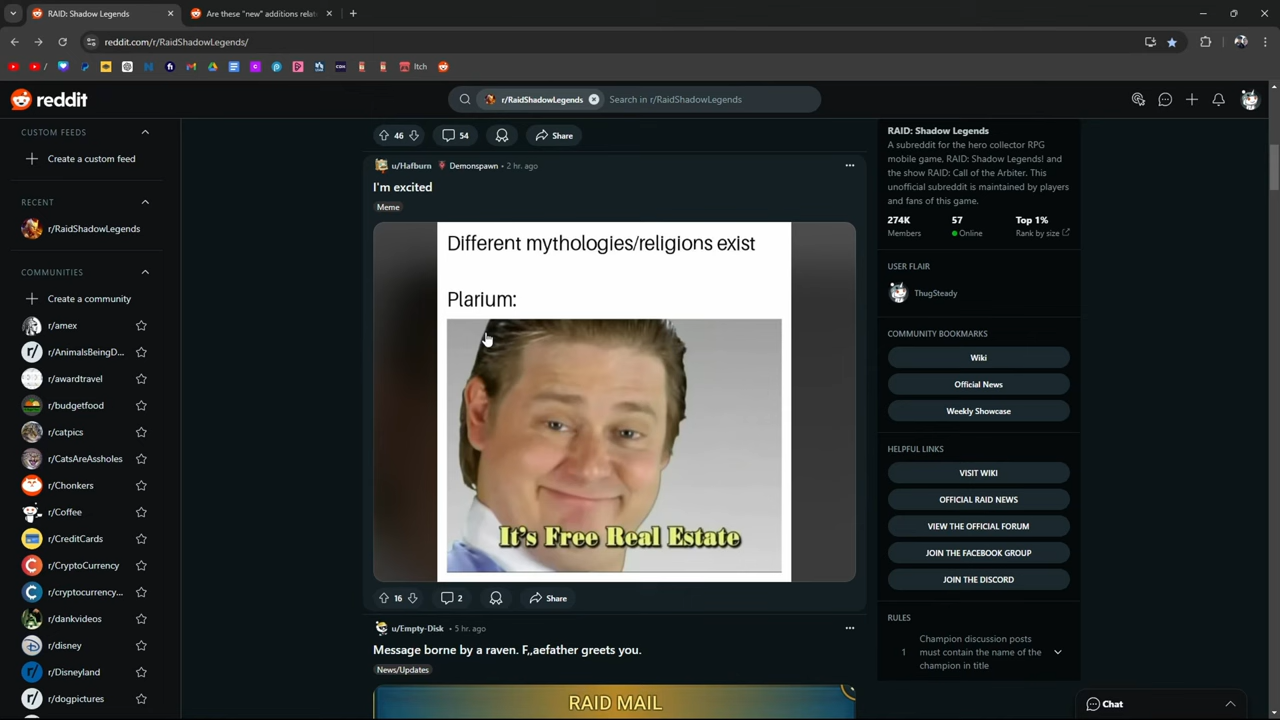 RAID: Shadow Legends
Are these "new" additions rela
reddit.com/r/RaidShadowLegends/
Itch
reddit
r/RaidShadowLegends
Search in r/RaidShadowLegends
CUSTOM FEEDS
Create a custom feed
RECENT
r/RaidShadowLegends
COMMUNITIES
Create a community
r/amex
r/AnimalsBeingD...
r/awardtravel
r/budgetfood
r/catpics
r/CatsAreAssholes
r/Chonkers
r/Coffee
r/CreditCards
r/CryptoCurrency
r/cryptocurrency...
r/dankvideos
r/disney
r/Disneyland
r/dogpictures
46
54
Share
u/Hafburn
Demonspawn • 2 hr. ago
I'm excited
Meme
Different mythologies/religions exist
Plarium:
It's Free Real Estate
16
2
Share
u/Empty-Disk • 5 hr. ago
Message borne by a raven. F,,aefather greets you.
News/Updates
RAID MAIL
RAID: Shadow Legends
A subreddit for the hero collector RPG
mobile game, RAID: Shadow Legends! and
the show RAID: Call of the Arbiter. This
unofficial subreddit is maintained by players
and fans of this game.
274K
57
Top 1%
Members
Online
Rank by size
USER FLAIR
ThugSteady
COMMUNITY BOOKMARKS
Wiki
Official News
Weekly Showcase
HELPFUL LINKS
VISIT WIKI
OFFICIAL RAID NEWS
VIEW THE OFFICIAL FORUM
JOIN THE FACEBOOK GROUP
JOIN THE DISCORD
RULES
1
Champion discussion posts
must contain the name of the
champion in title
Chat